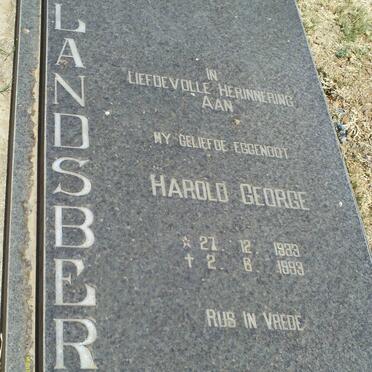 LANDSBER
IN
LIEFDEVOLLE HERINNERING
AAN
MY GELIEFDE EGGENOOT
HAROLD GEORGE
* 27. 12. 1933
† 2. 8. 1993
RUS IN VREDE